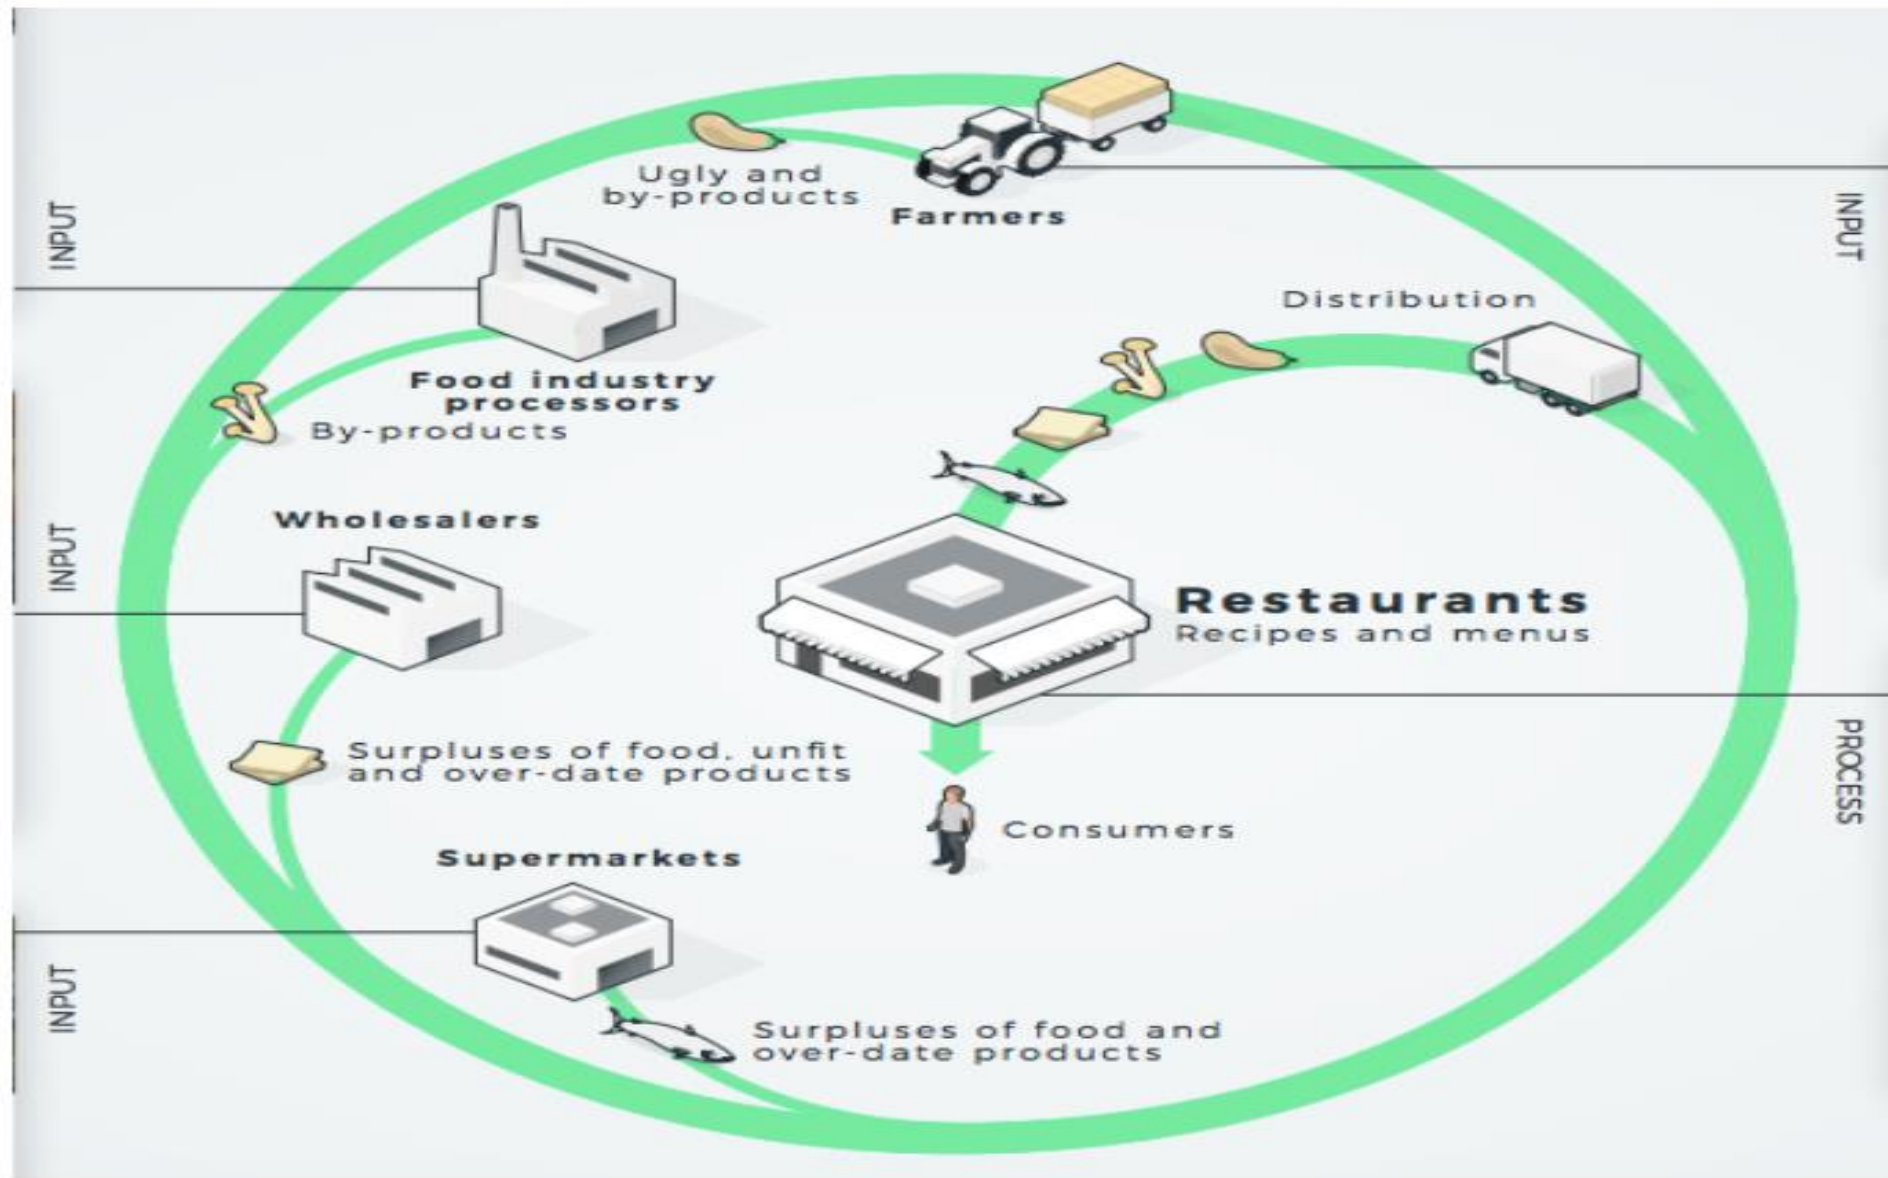 Ugly and
by-products
Farmers
INPUT
INPUT
Distribution
Food industry
processors
By-products
Wholesalers
INPUT
Restaurants
Recipes and menus
Surpluses of food, unfit
and over-date products
PROCESS
Consumers
Supermarkets
INPUT
Surpluses of food and
over-date products